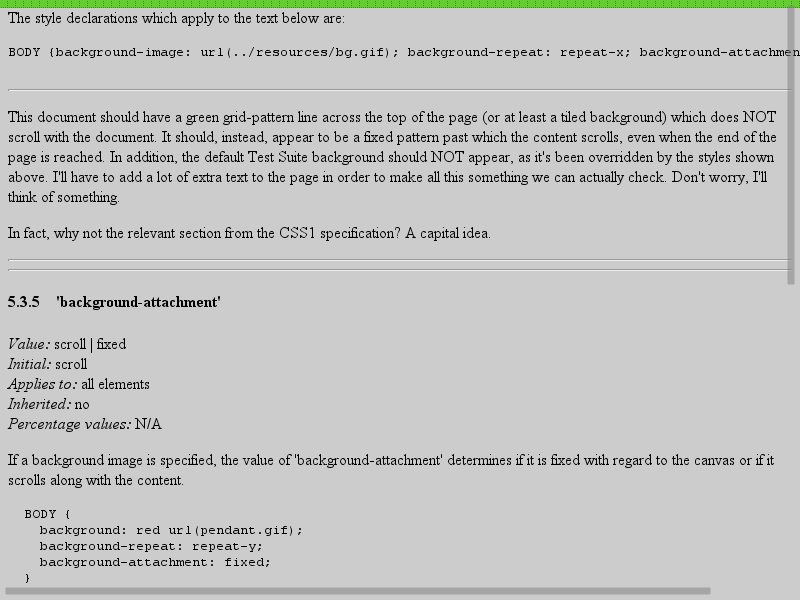 The style declarations which apply to the text below are:
BODY {background-image: url(../resources/bg.gif); background-repeat: repeat-x; background-attachmen
This document should have a green grid-pattern line across the top of the page (or at least a tiled background) which does NOT
scroll with the document. It should, instead, appear to be a fixed pattern past which the content scrolls, even when the end of the
page is reached. In addition, the default Test Suite background should NOT appear, as it's been overridden by the styles shown
above. I'll have to add a lot of extra text to the page in order to make all this something we can actually check. Don't worry, I'll
think of something.
In fact, why not the relevant section from the CSS1 specification? A capital idea.
5.3.5 'background-attachment'
Value: scroll | fixed
Initial: scroll
Applies to: all elements
Inherited: no
Percentage values: N/A
If a background image is specified, the value of 'background-attachment' determines if it is fixed with regard to the canvas or if it
scrolls along with the content.
BODY {
background: red url(pendant.gif);
background-repeat: repeat-y;
background-attachment: fixed;
}